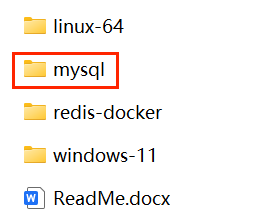 linux-64
mysql
redis-docker
windows-11
ReadMe.docx